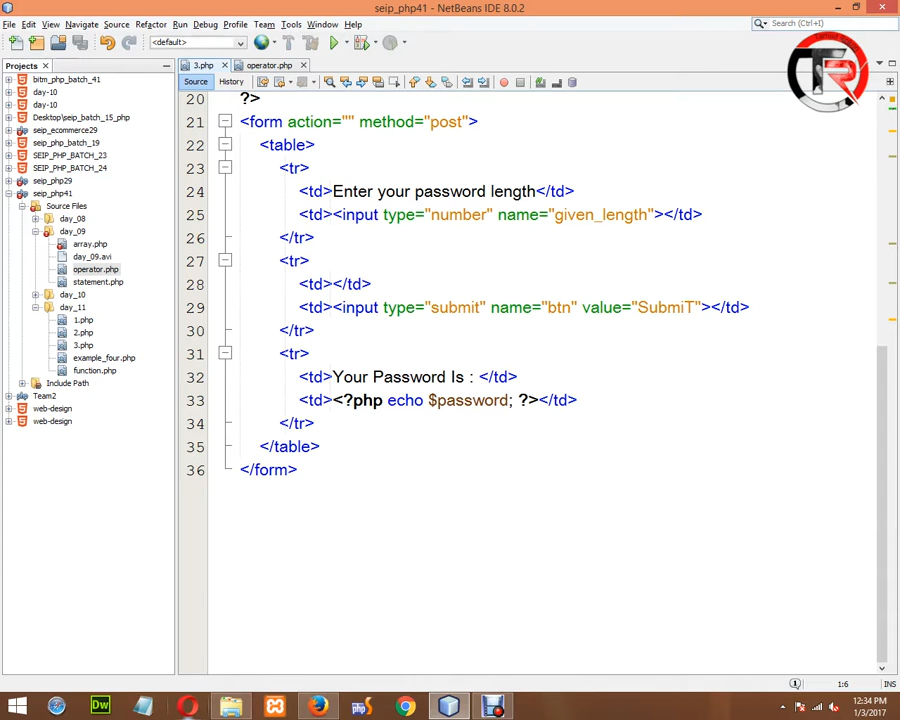 seip_php41 - NetBeans IDE 8.0.2
File Edit View Navigate Source Refactor Run Debug Profile Team Tools Window Help
Search (Ctrl+I)
<default>
Projects
3.php
operator.php
Source History
bitm_php_batch_41
day-10
day-10
Desktop\seip_batch_15_php
seip_ecommerce29
seip_php_batch_19
SEIP_PHP_BATCH_23
SEIP_PHP_BATCH_24
seip_php29
seip_php41
Source Files
day_08
day_09
array.php
day_09.avi
operator.php
statement.php
day_10
day_11
1.php
2.php
3.php
example_four.php
function.php
Include Path
Team2
web-design
web-design
20 ?>
21 <form action="" method="post">
22 <table>
23 <tr>
24 <td>Enter your password length</td>
25 <td><input type="number" name="given_length"></td>
26 </tr>
27 <tr>
28 <td></td>
29 <td><input type="submit" name="btn" value="SubmiT"></td>
30 </tr>
31 <tr>
32 <td>Your Password Is : </td>
33 <td><?php echo $password; ?></td>
34 </tr>
35 </table>
36 </form>
1:6 INS
Dw
12:34 PM
1/3/2017